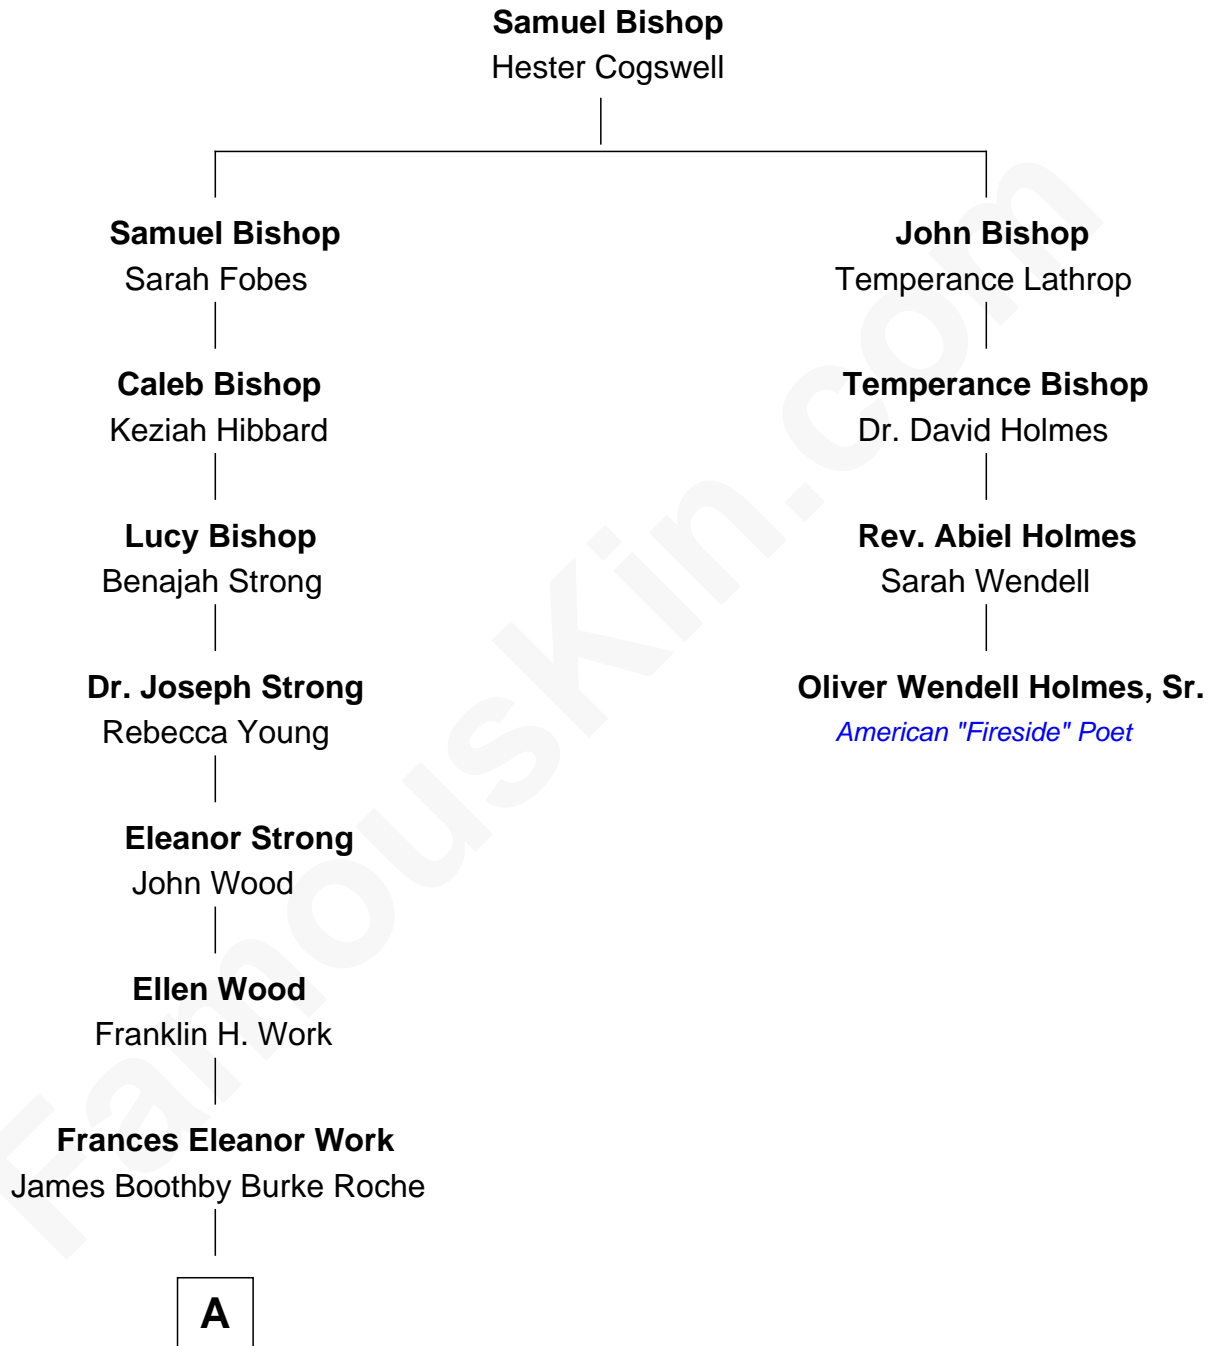 Samuel Bishop
Hester Cogswell
Samuel Bishop
Sarah Fobes
John Bishop
Temperance Lathrop
Caleb Bishop
Keziah Hibbard
Temperance Bishop
Dr. David Holmes
Lucy Bishop
Benajah Strong
Rev. Abiel Holmes
Sarah Wendell
Dr. Joseph Strong
Rebecca Young
Oliver Wendell Holmes, Sr.
American "Fireside" Poet
Eleanor Strong
John Wood
Ellen Wood
Franklin H. Work
Frances Eleanor Work
James Boothby Burke Roche
A
FamousKin.com